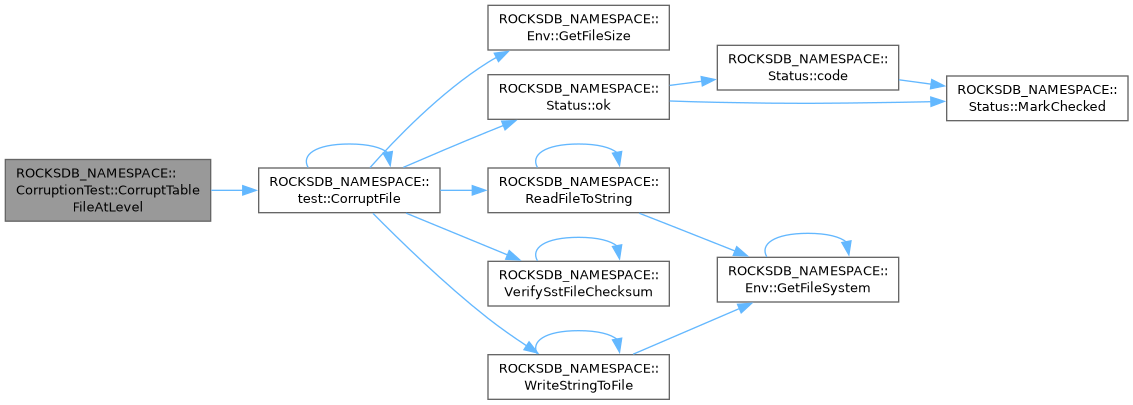 ROCKSDB_NAMESPACE::
CorruptionTest::CorruptTable
FileAtLevel
ROCKSDB_NAMESPACE::
test::CorruptFile
ROCKSDB_NAMESPACE::
Env::GetFileSize
ROCKSDB_NAMESPACE::
Status::ok
ROCKSDB_NAMESPACE::
Status::code
ROCKSDB_NAMESPACE::
Status::MarkChecked
ROCKSDB_NAMESPACE::
ReadFileToString
ROCKSDB_NAMESPACE::
VerifySstFileChecksum
ROCKSDB_NAMESPACE::
Env::GetFileSystem
ROCKSDB_NAMESPACE::
WriteStringToFile